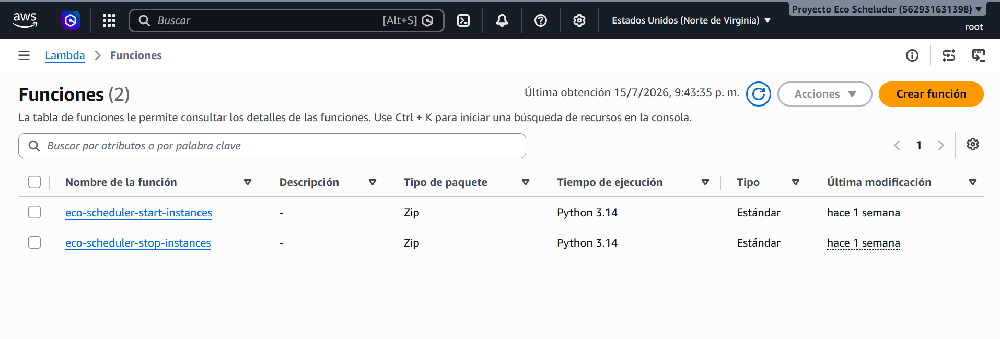 aws
Buscar
[Alt+S]
Estados Unidos (Norte de Virginia)
Proyecto Eco Scheluder (562931631398)
root
Lambda
Funciones
Funciones (2)
Última obtención 15/7/2026, 9:43:35 p. m.
Acciones
Crear función
La tabla de funciones le permite consultar los detalles de las funciones. Use Ctrl + K para iniciar una búsqueda de recursos en la consola.
Buscar por atributos o por palabra clave
1
Nombre de la función Descripción Tipo de paquete Tiempo de ejecución Tipo Última modificación
eco-scheduler-start-instances - Zip Python 3.14 Estándar hace 1 semana
eco-scheduler-stop-instances - Zip Python 3.14 Estándar hace 1 semana